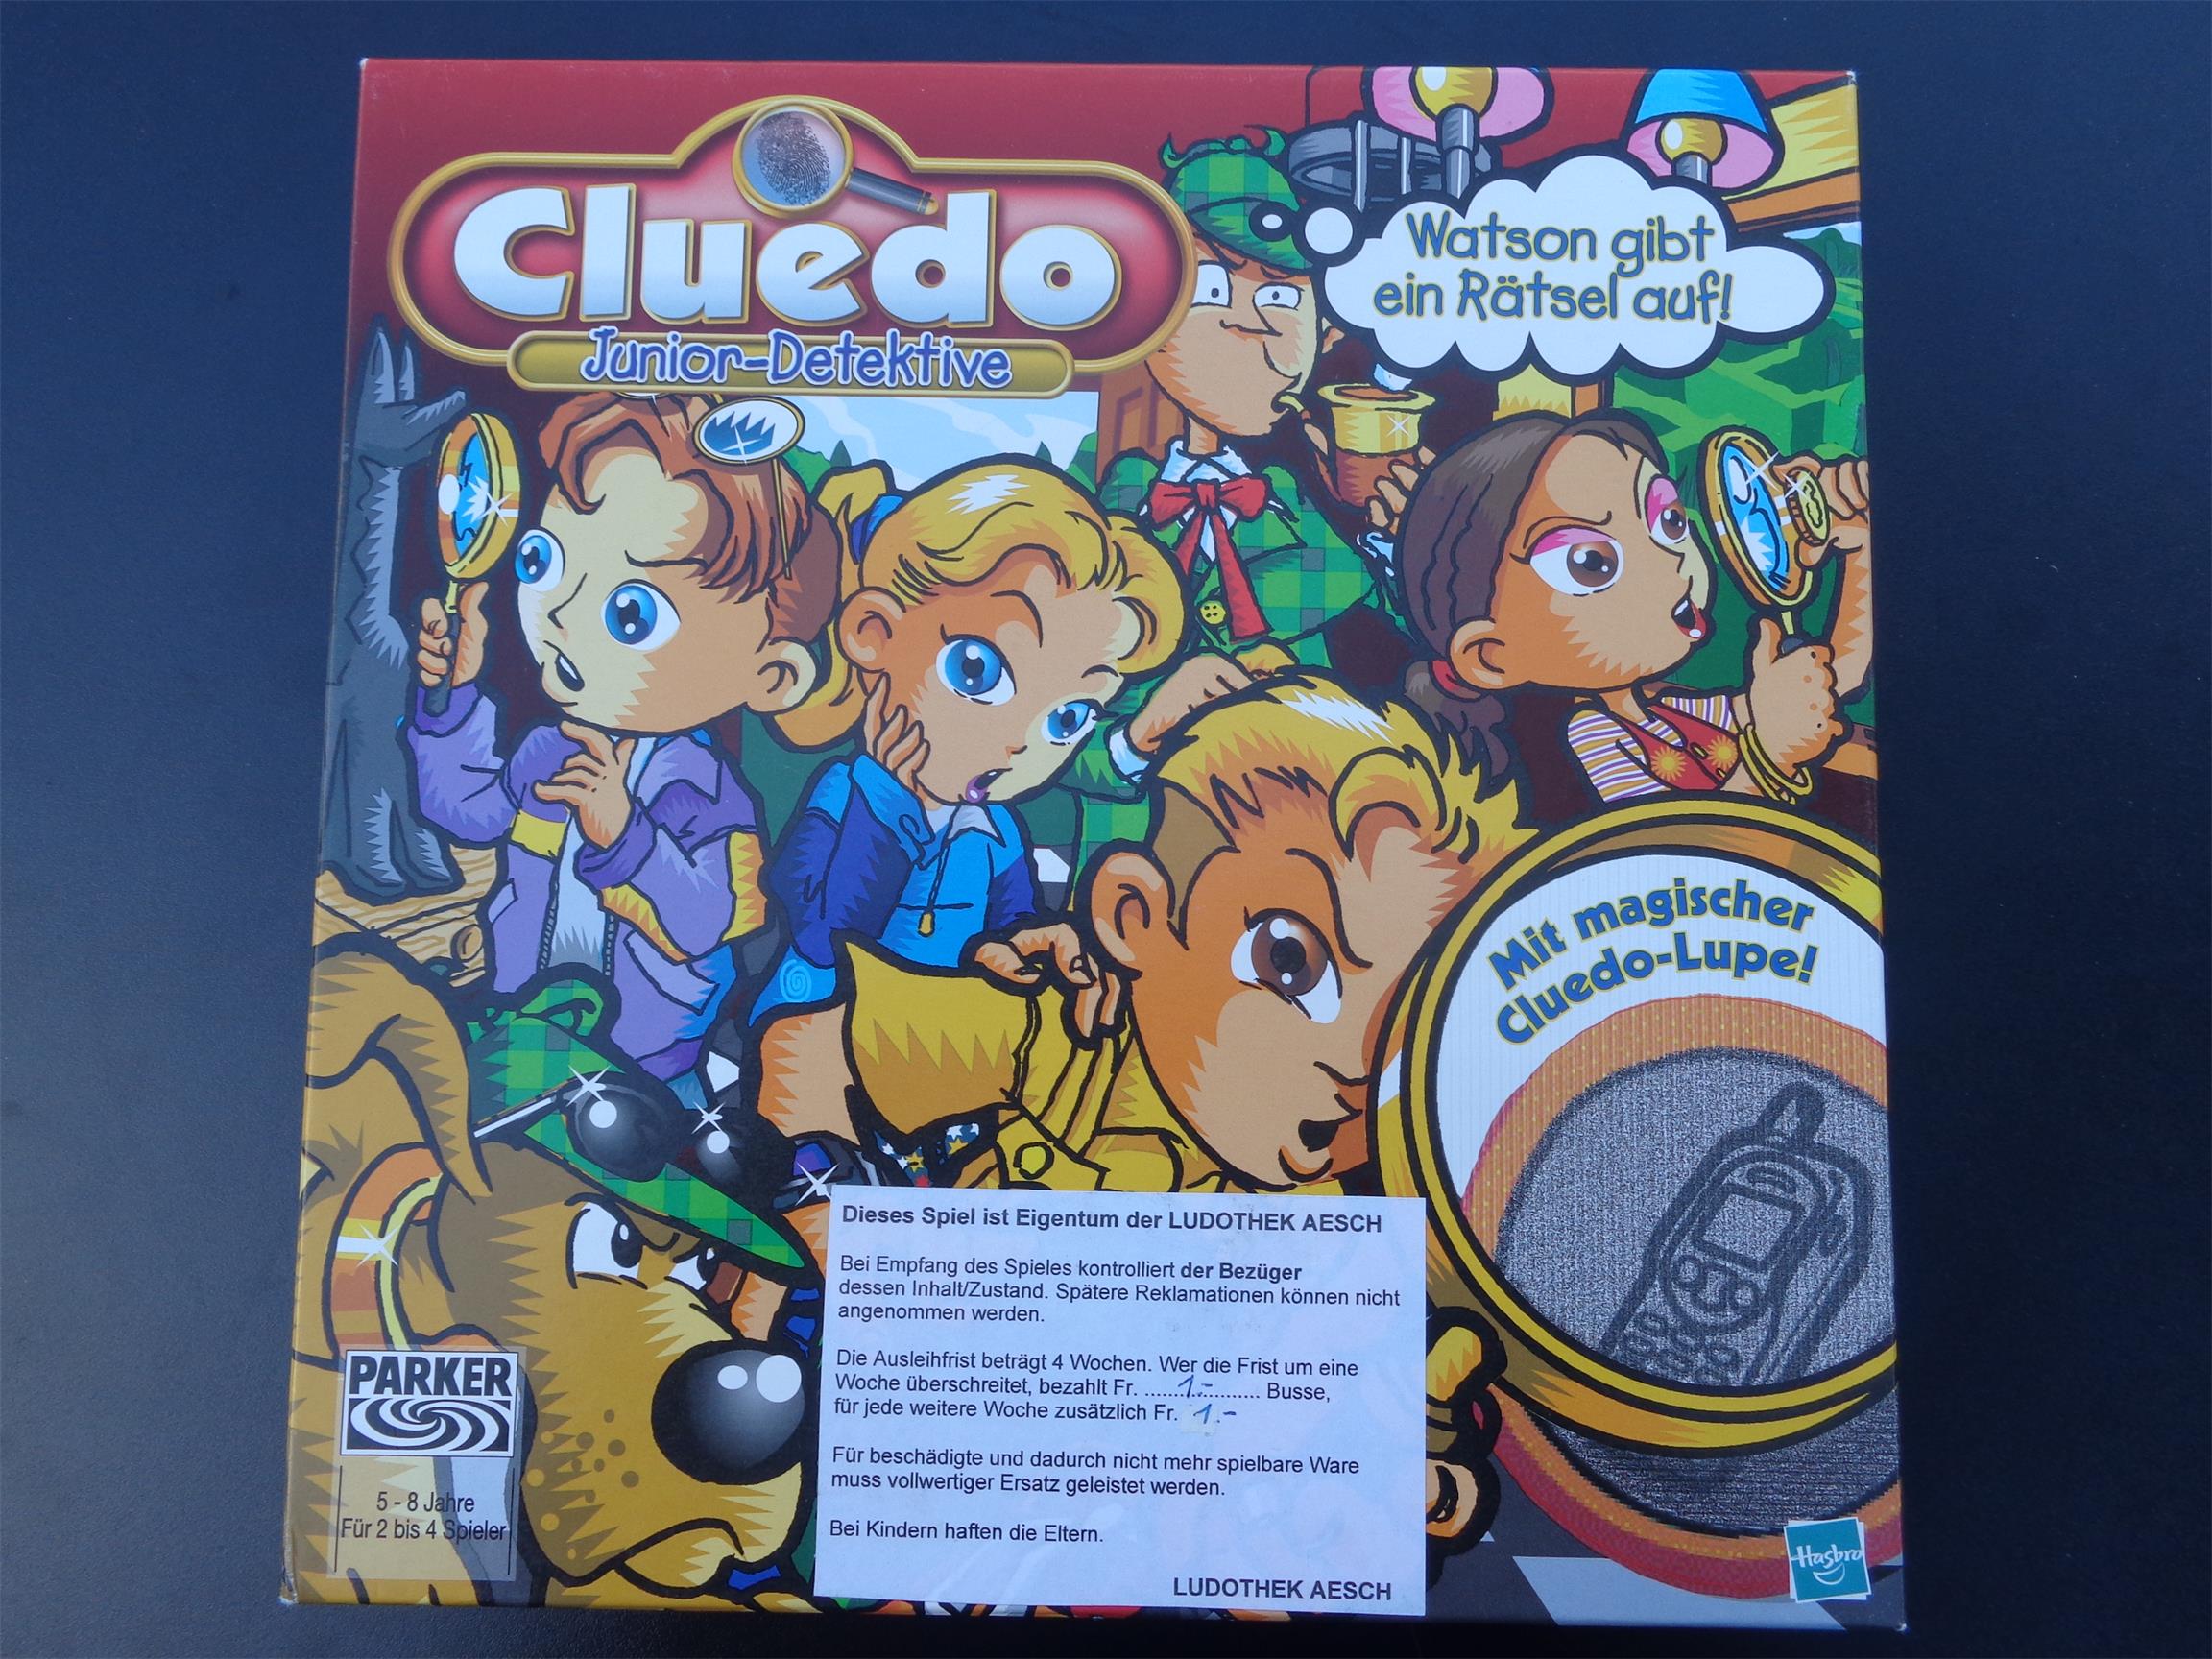 Cluedo
Junior-Detektive
Watson gibt
ein Rätsel auf!
Mit magischer
Cluedo-Lupe!
Dieses Spiel ist Eigentum der LUDOTHEK AESCH
Bei Empfang des Spieles kontrolliert der Bezüger
dessen Inhalt/Zustand. Spätere Reklamationen können nicht
angenommen werden.
Die Ausleihfrist beträgt 4 Wochen. Wer die Frist um eine
Woche überschreitet, bezahlt Fr. ........1.-............ Busse,
für jede weitere Woche zusätzlich Fr. 1.-
Für beschädigte und dadurch nicht mehr spielbare Ware
muss vollwertiger Ersatz geleistet werden.
Bei Kindern haften die Eltern.
LUDOTHEK AESCH
PARKER
5 - 8 Jahre
Für 2 bis 4 Spieler
Hasbro